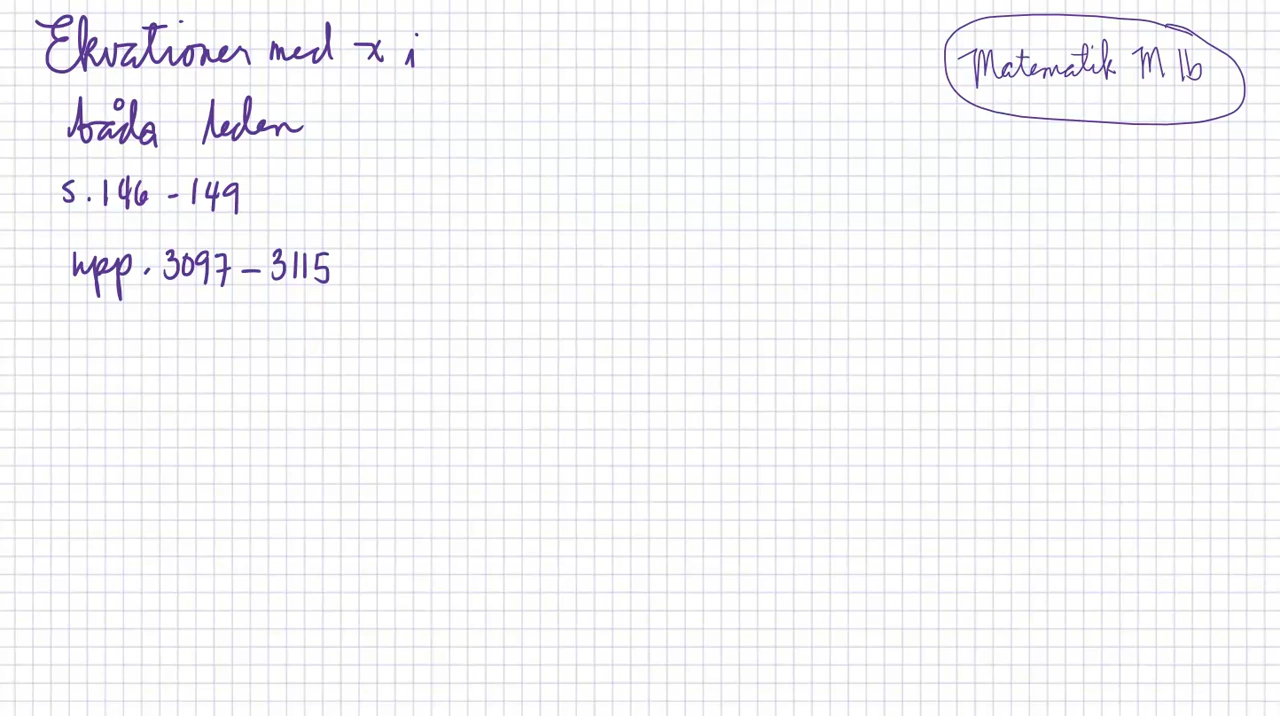 Ekvationer med x i
båda leden
s. 146 - 149
upp. 3097 - 3115
Matematik M 1b